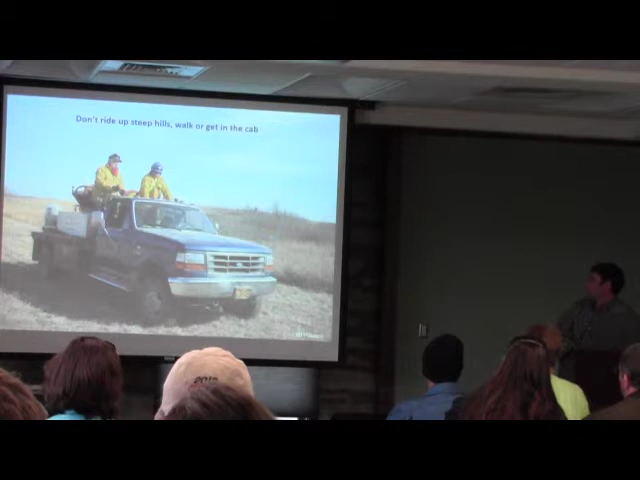 Don't ride up steep hills, walk or get in the cab